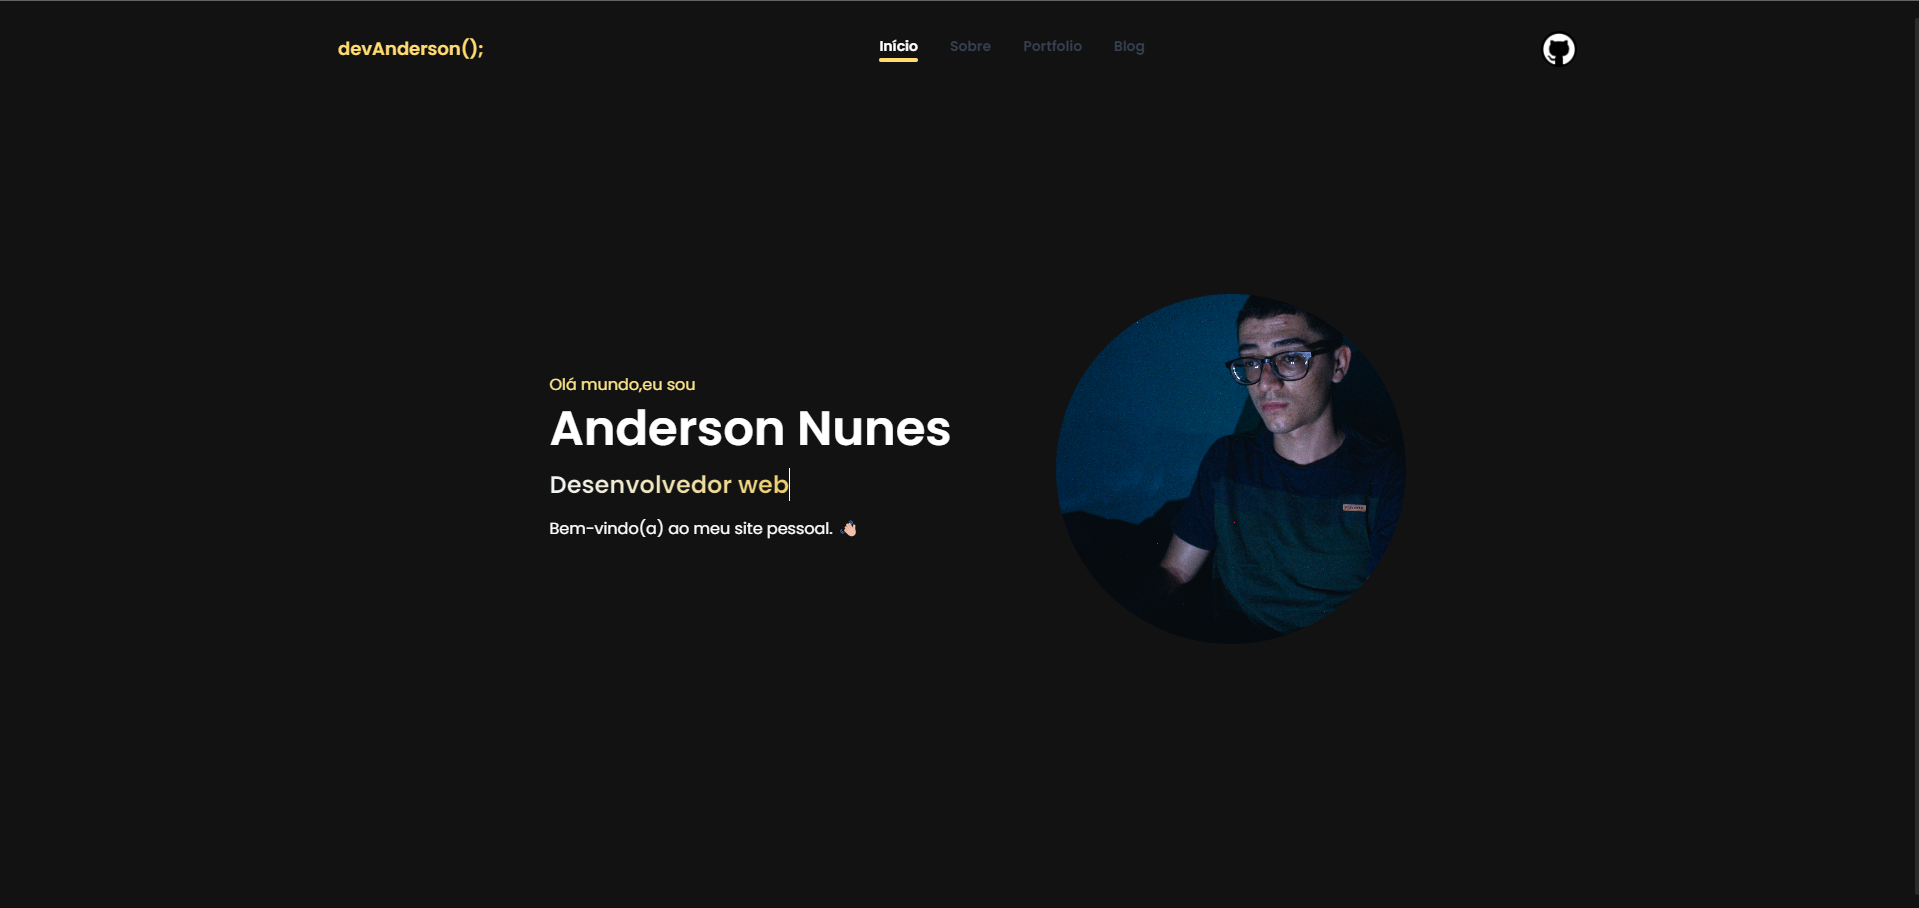 devAnderson();
Início Sobre Portfolio Blog
Olá mundo,eu sou
Anderson Nunes
Desenvolvedor web
Bem-vindo(a) ao meu site pessoal. 👋🏻